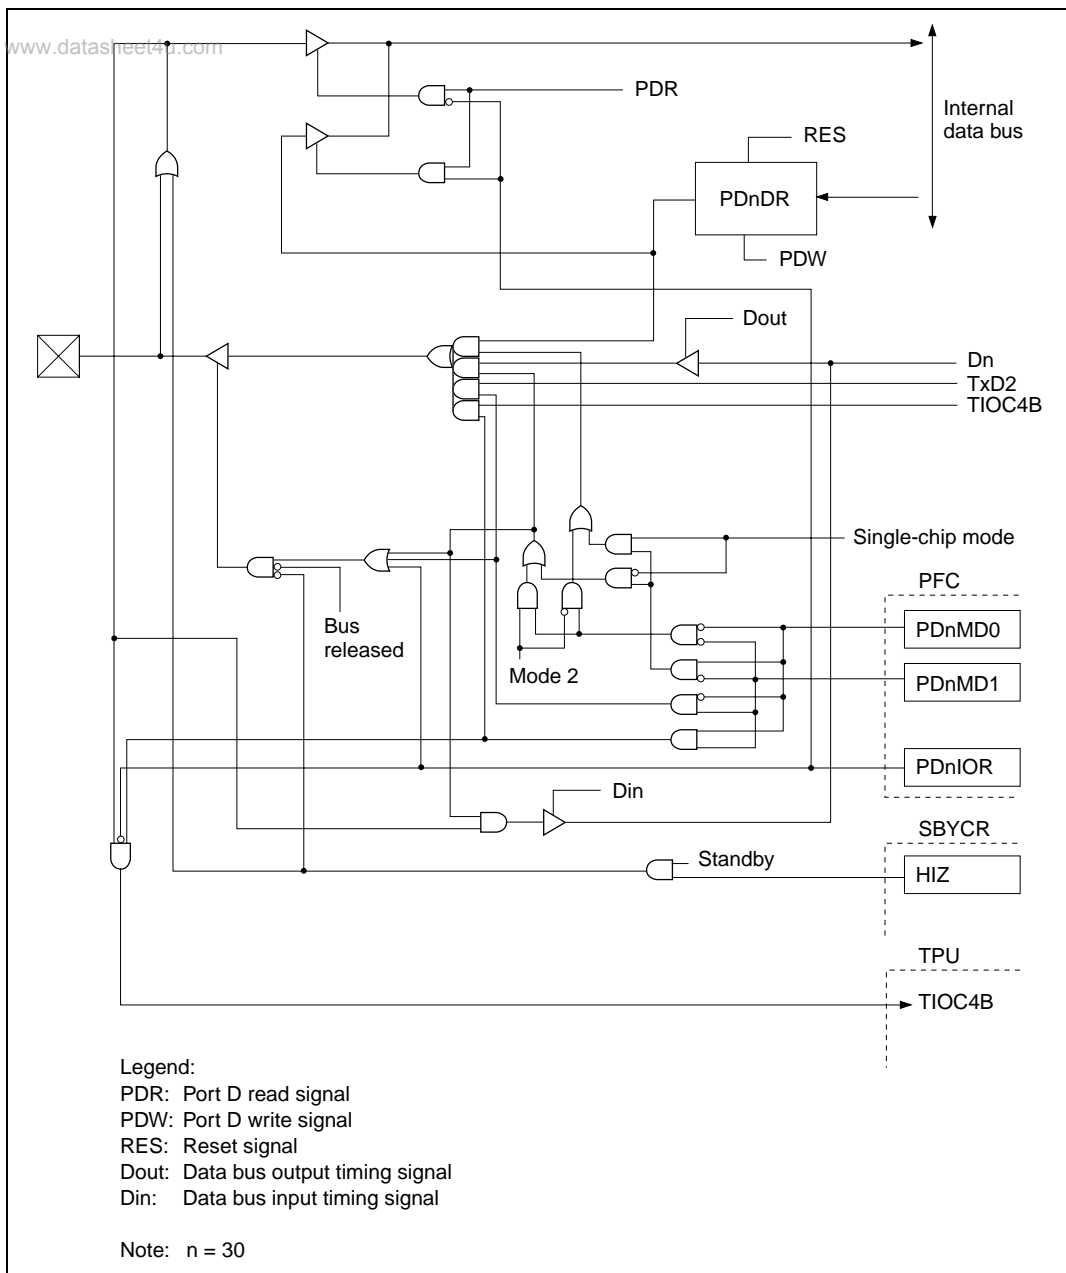 www.datasheet4u.com
PDR
Internal
data bus
RES
PDnDR
PDW
Dout
Dn
TxD2
TIOC4B
Single-chip mode
PFC
PDnMD0
Bus
released
Mode 2
PDnMD1
PDnIOR
Din
SBYCR
Standby
HIZ
TPU
TIOC4B
Legend:
PDR: Port D read signal
PDW: Port D write signal
RES: Reset signal
Dout: Data bus output timing signal
Din: Data bus input timing signal
Note: n = 30